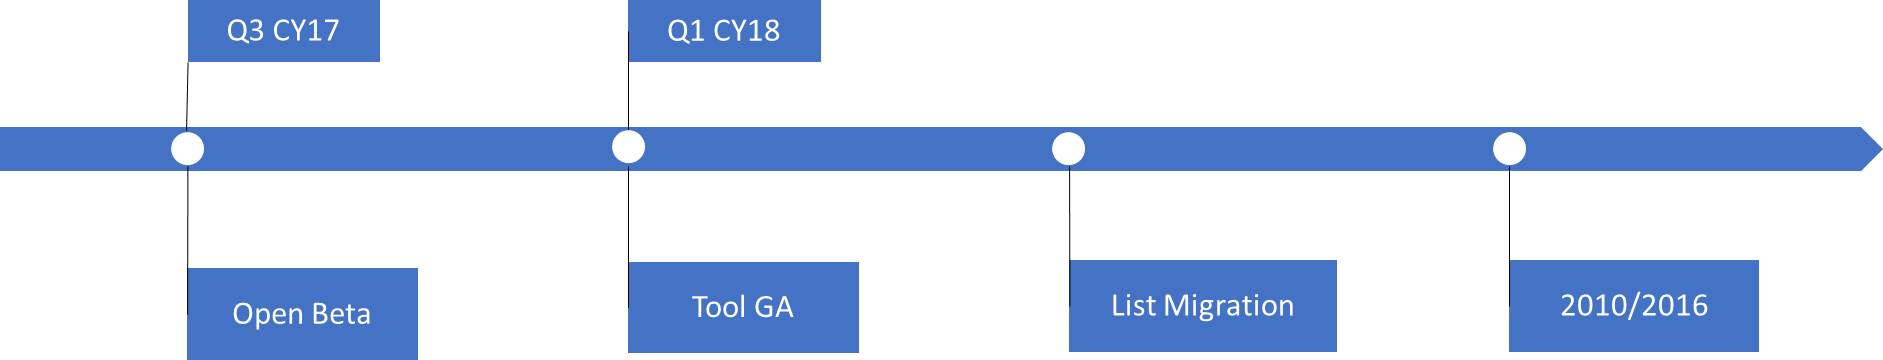 Q3 CY17
Q1 CY18
Open Beta
Tool GA
List Migration
2010/2016